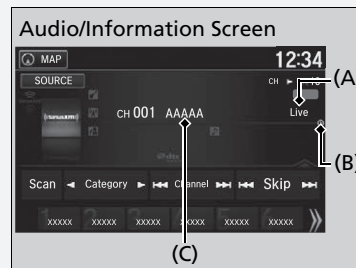 Audio/Information Screen
MAP 12:34
SOURCE CH
(A
Live
((siriusxm))
CH 001 AAAAA
(B)
Scan Category Channel Skip
xxxxx xxxxx xxxxx xxxxx xxxxx xxxxx
(C)